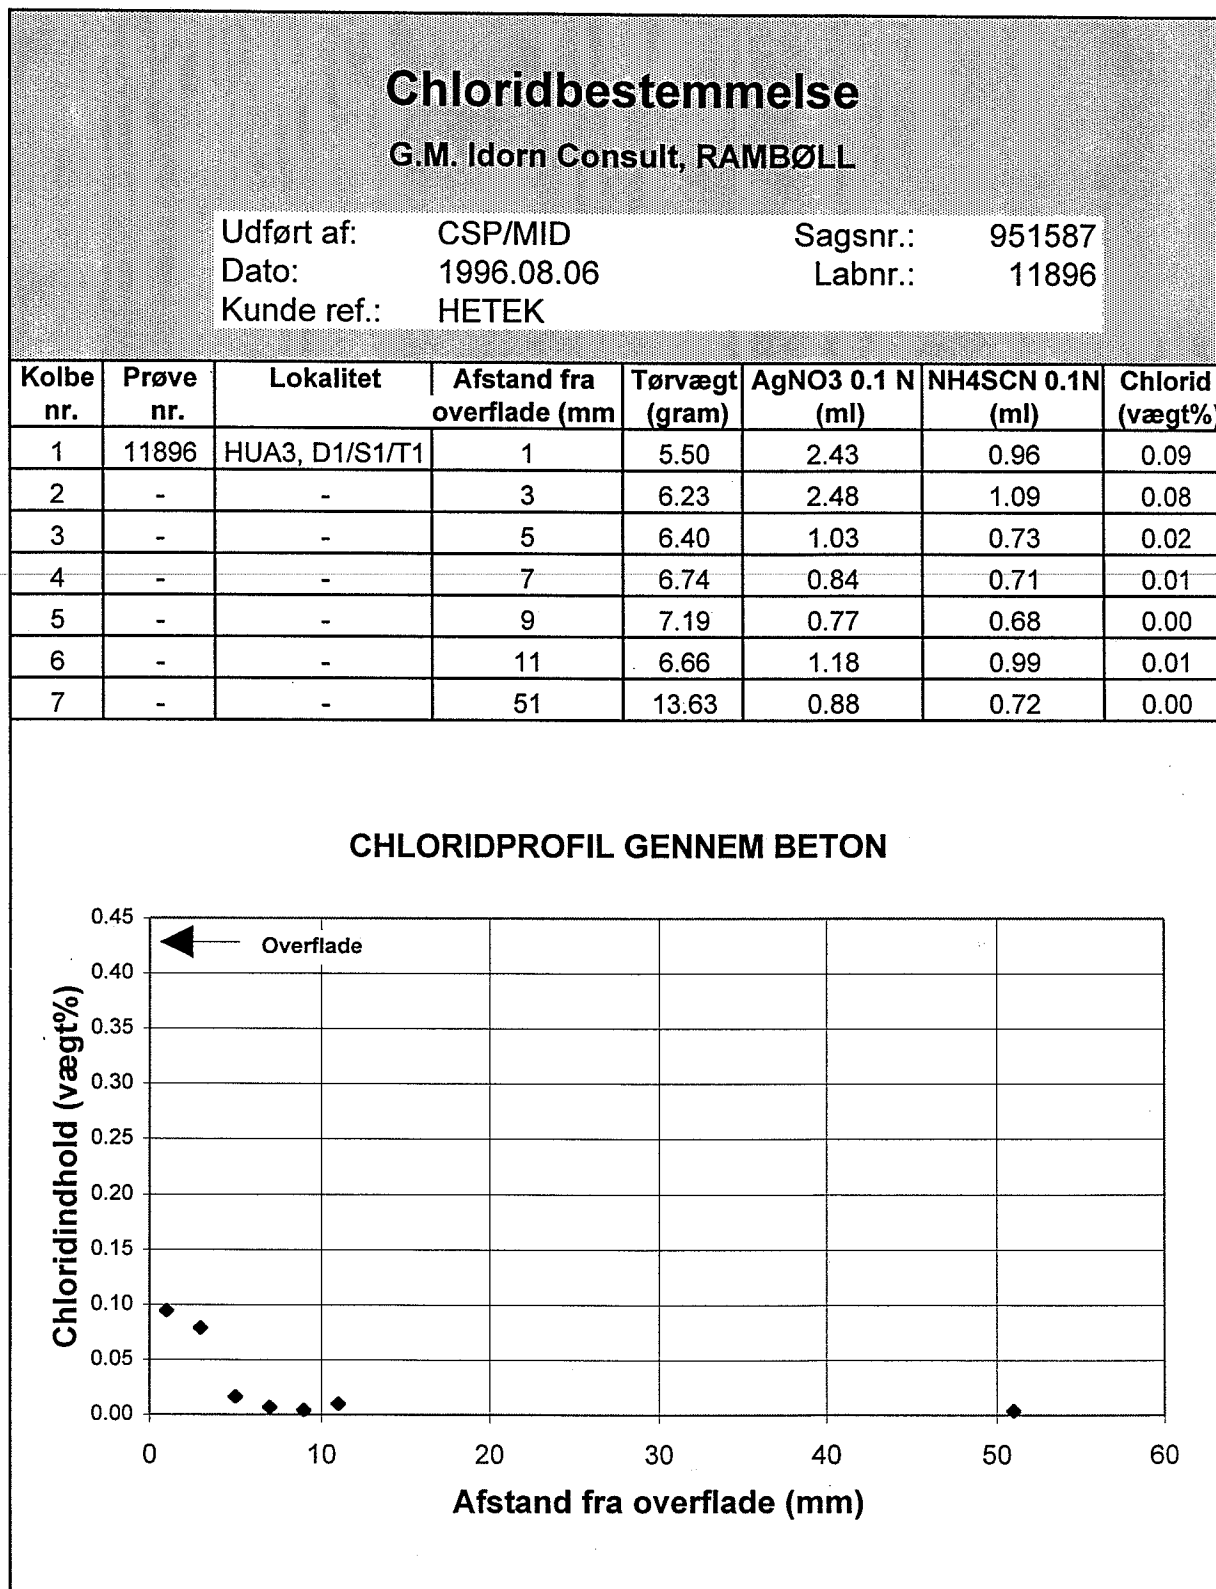 Chloridbestemmelse
G.M. Idorn Consult, RAMBØLL
Udført af: CSP/MID Sagsnr.: 951587
Dato: 1996.08.06 Labnr.: 11896
Kunde ref.: HETEK
Kolbe nr. Prøve nr. Lokalitet Afstand fra overflade (mm Tørvægt (gram) AgNO3 0.1 N (ml) NH4SCN 0.1N (ml) Chlorid (vægt%)
1 11896 HUA3, D1/S1/T1 1 5.50 2.43 0.96 0.09
2 - - 3 6.23 2.48 1.09 0.08
3 - - 5 6.40 1.03 0.73 0.02
4 - - 7 6.74 0.84 0.71 0.01
5 - - 9 7.19 0.77 0.68 0.00
6 - - 11 6.66 1.18 0.99 0.01
7 - - 51 13.63 0.88 0.72 0.00
CHLORIDPROFIL GENNEM BETON
Chloridindhold (vægt%)
0.45
Overflade
0.40
0.35
0.30
0.25
0.20
0.15
0.10
0.05
0.00
0 10 20 30 40 50 60
Afstand fra overflade (mm)